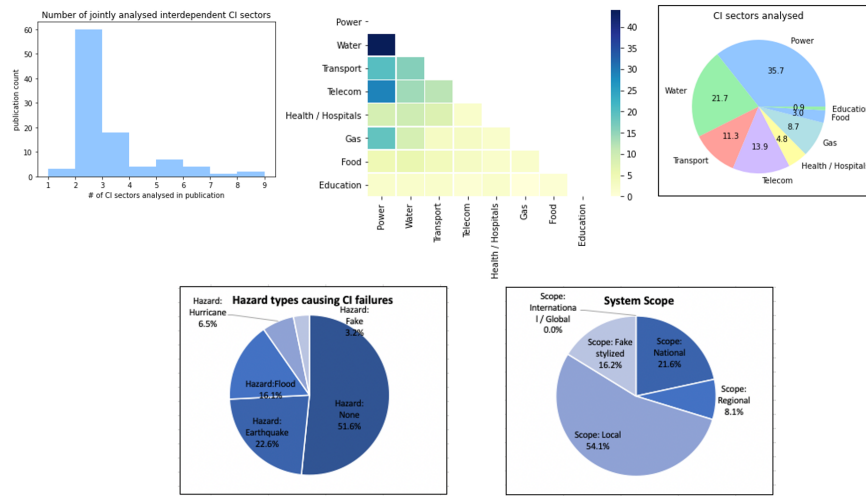 Number of jointly analysed interdependent CI sectors
publication count
60
50
40
30
20
10
0
1 2 3 4 5 6 7 8 9
# of CI sectors analysed in publication
Power
Water
Transport
Telecom
Health / Hospitals
Gas
Food
Education
Power
Water
Transport
Telecom
Health / Hospitals
Gas
Food
Education
40
35
30
25
20
15
10
5
0
CI sectors analysed
Power
35.7
Water
21.7
Transport
11.3
Telecom
13.9
Health / Hospital
4.8
Gas
8.7
Food
3.0
Educatio
0.9
Hazard types causing CI failures
Hazard:
Hurricane
6.5%
Hazard:
Fake
3.2%
Hazard:Flood
16.1%
Hazard:
Earthquake
22.6%
Hazard:
None
51.6%
System Scope
Scope:
Internationa
l / Global
0.0%
Scope: Fake
stylized
16.2%
Scope:
National
21.6%
Scope:
Regional
8.1%
Scope: Local
54.1%